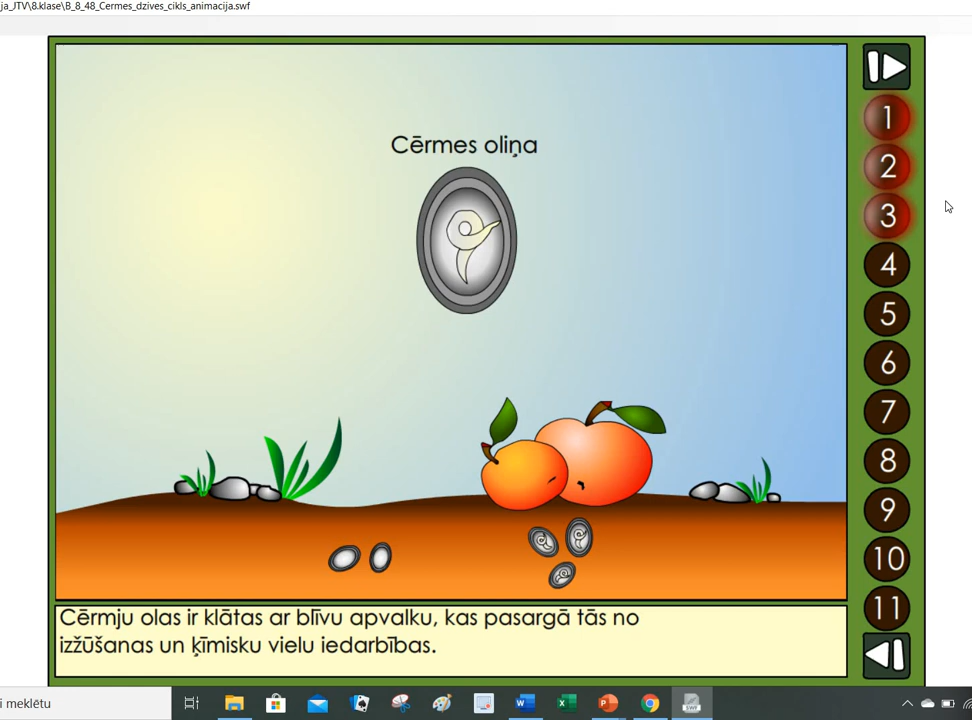 ja_JTV\8.klase\B_8_48_Cermes_dzives_cikls_animacija.swf
Cērmes oliņa
1
2
3
4
5
6
7
8
9
10
11
Cērmju olas ir klātas ar blīvu apvalku, kas pasargā tās no
izžūšanas un ķīmisku vielu iedarbības.
i meklētu